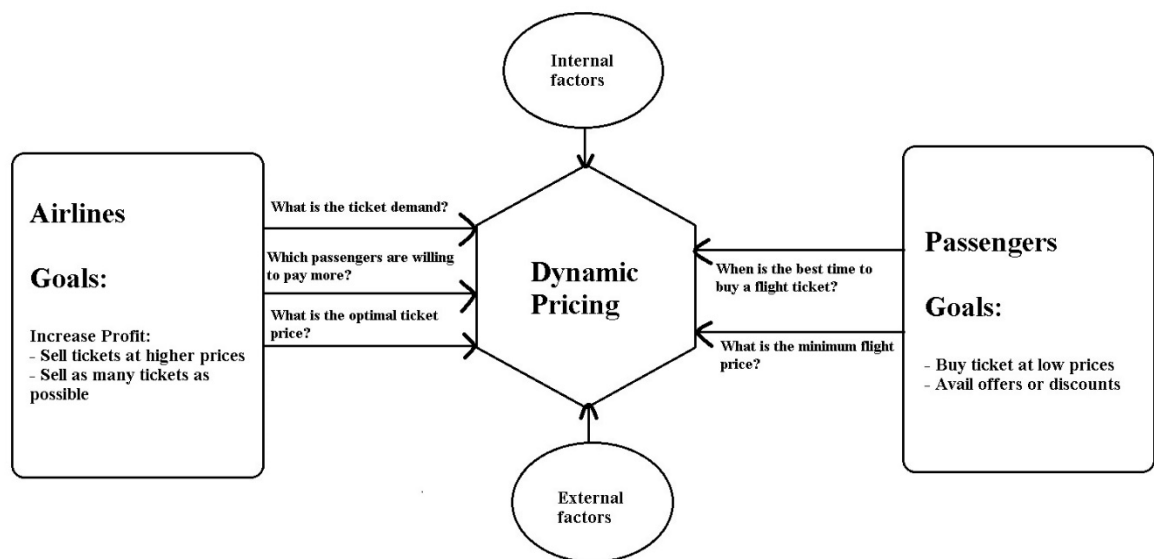 Internal
factors
Airlines
Goals:
Increase Profit:
- Sell tickets at higher prices
- Sell as many tickets as
possible
What is the ticket demand?
Which passengers are willing
to pay more?
What is the optimal ticket
price?
Dynamic
Pricing
When is the best time to
buy a flight ticket?
What is the minimum flight
price?
Passengers
Goals:
- Buy ticket at low prices
- Avail offers or discounts
External
factors